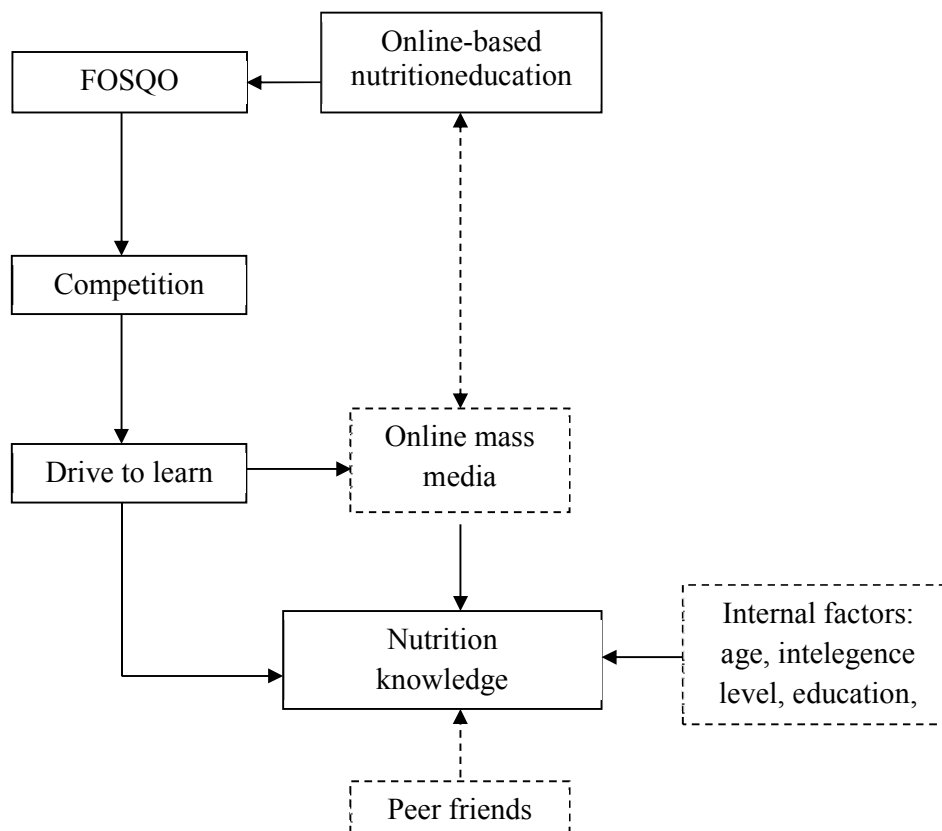 Online-based
nutritioneducation
FOSQO
Competition
Drive to learn
Online mass
media
Nutrition
knowledge
Internal factors:
age, intelegence
level, education,
Peer friends